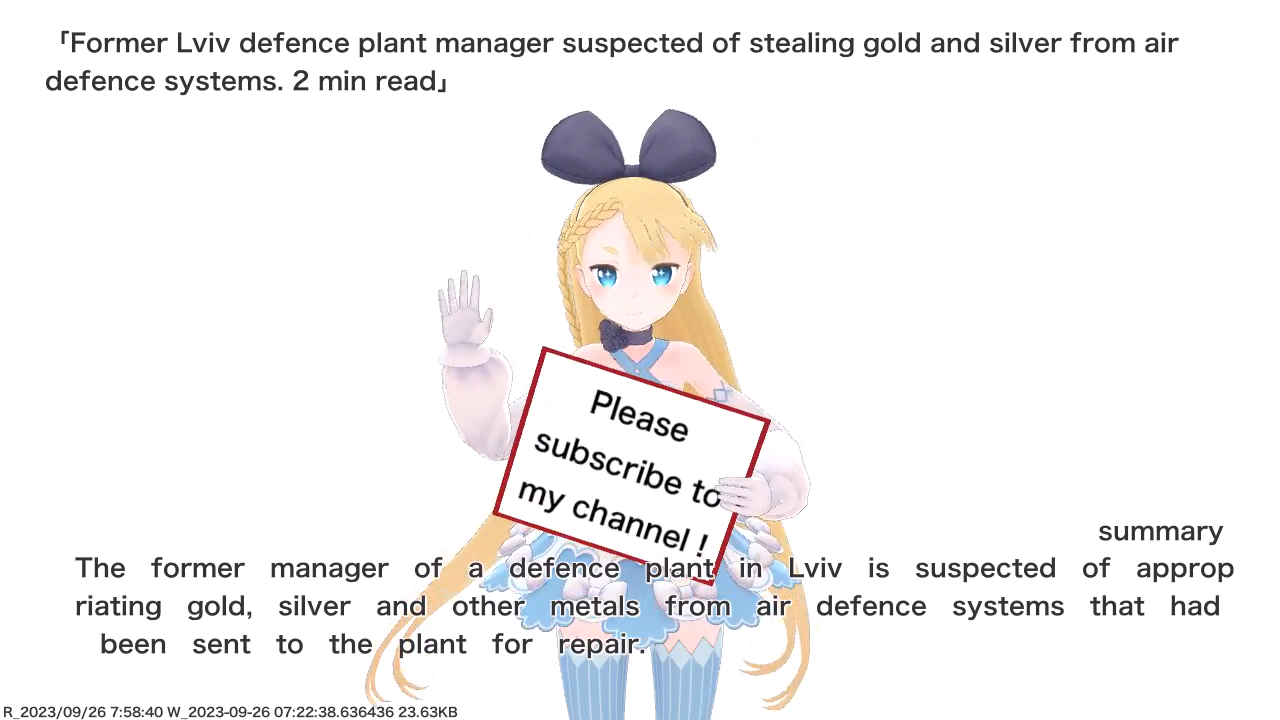 「Former Lviv defence plant manager suspected of stealing gold and silver from air
defence systems. 2 min read」
Please
subscribe to
my channel !
summary
The former manager of a defence plant in Lviv is suspected of approp
riating gold, silver and other metals from air defence systems that had
been sent to the plant for repair.
R_2023/09/26 7:58:40 W_2023-09-26 07:22:38.636436 23.63KB